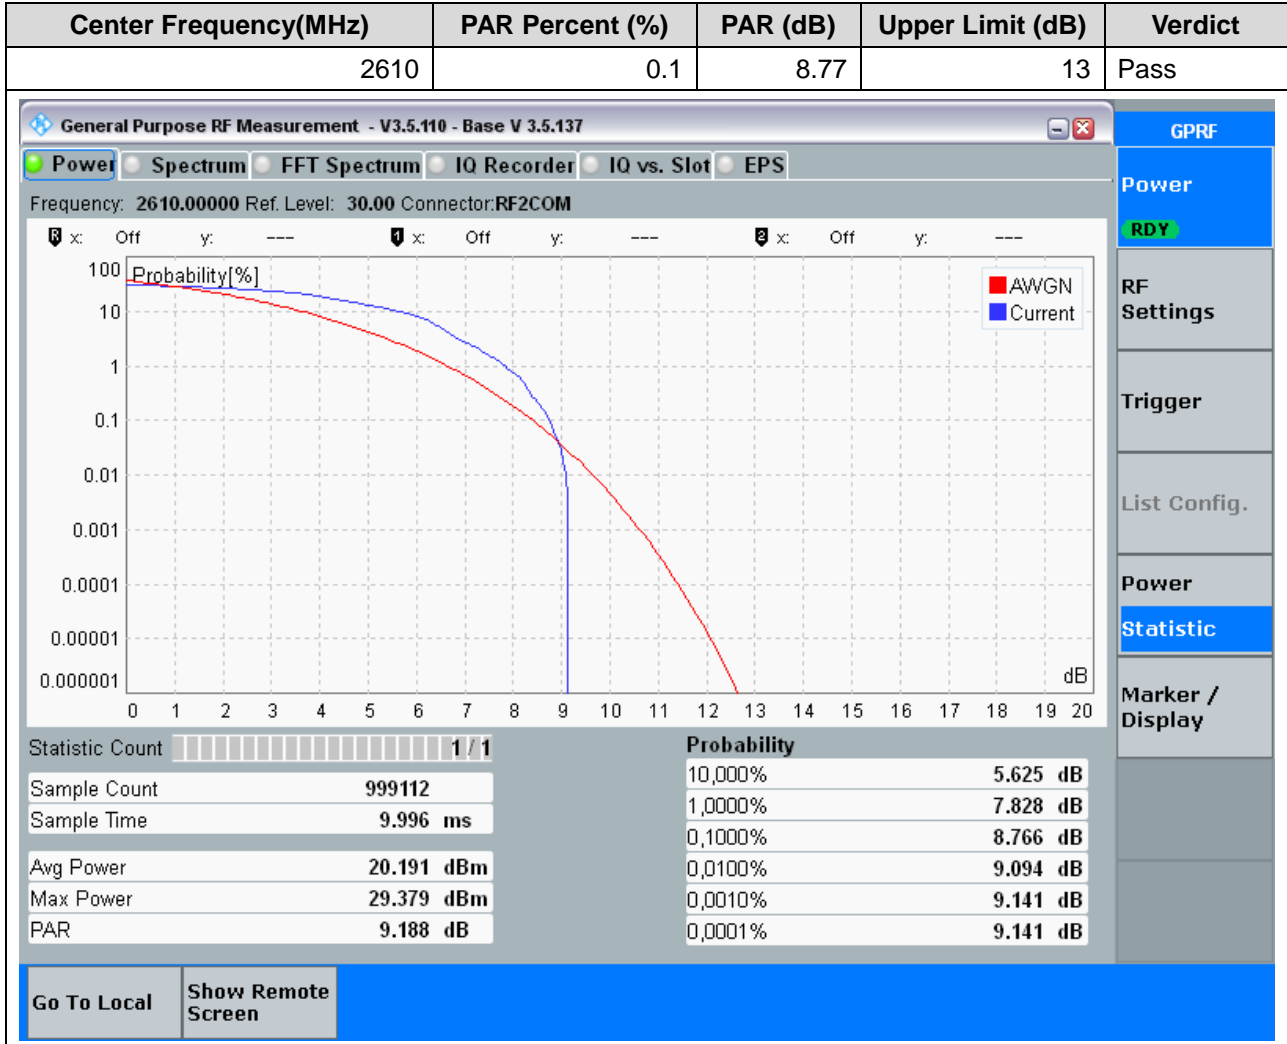 Center Frequency(MHz) PAR Percent (%) PAR (dB) Upper Limit (dB) Verdict
2610 0.1 8.77 13 Pass
General Purpose RF Measurement - V3.5.110 - Base V 3.5.137
GPRF
Power Spectrum FFT Spectrum IQ Recorder IQ vs. Slot EPS
Power
RDY
Frequency: 2610.00000 Ref. Level: 30.00 Connector:RF2COM
R x: Off y: --- 1 x: Off y: --- 2 x: Off y: ---
Probability[%]
AWGN
Current
100
10
1
0.1
0.01
0.001
0.0001
0.00001
0.000001
dB
0 1 2 3 4 5 6 7 8 9 10 11 12 13 14 15 16 17 18 19 20
RF
Settings
Trigger
List Config.
Power
Statistic
Marker /
Display
Statistic Count 1 / 1
Sample Count 999112
Sample Time 9.996 ms
Avg Power 20.191 dBm
Max Power 29.379 dBm
PAR 9.188 dB
Probability
10,000% 5.625 dB
1,0000% 7.828 dB
0,1000% 8.766 dB
0,0100% 9.094 dB
0,0010% 9.141 dB
0,0001% 9.141 dB
Go To Local
Show Remote
Screen